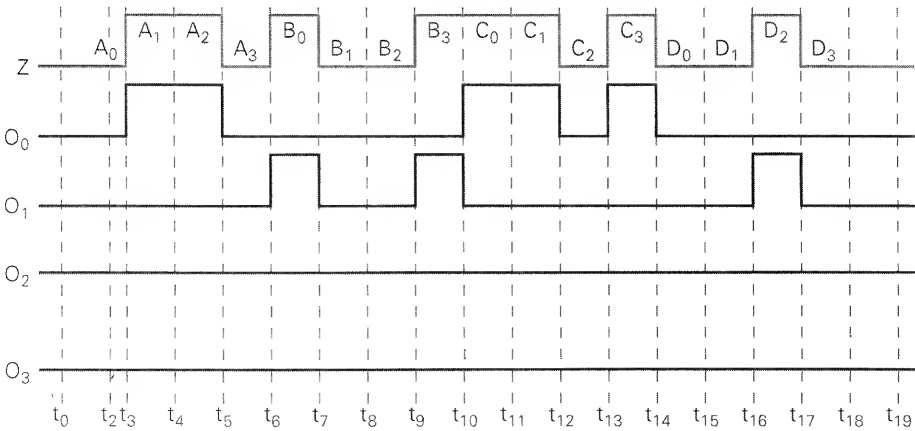 A₀ A₁ A₂ A₃ B₀ B₁ B₂ B₃ C₀ C₁ C₂ C₃ D₀ D₁ D₂ D₃
Z
O₀
O₁
O₂
O₃
t₀ t₂ t₃ t₄ t₅ t₆ t₇ t₈ t₉ t₁₀ t₁₁ t₁₂ t₁₃ t₁₄ t₁₅ t₁₆ t₁₇ t₁₈ t₁₉